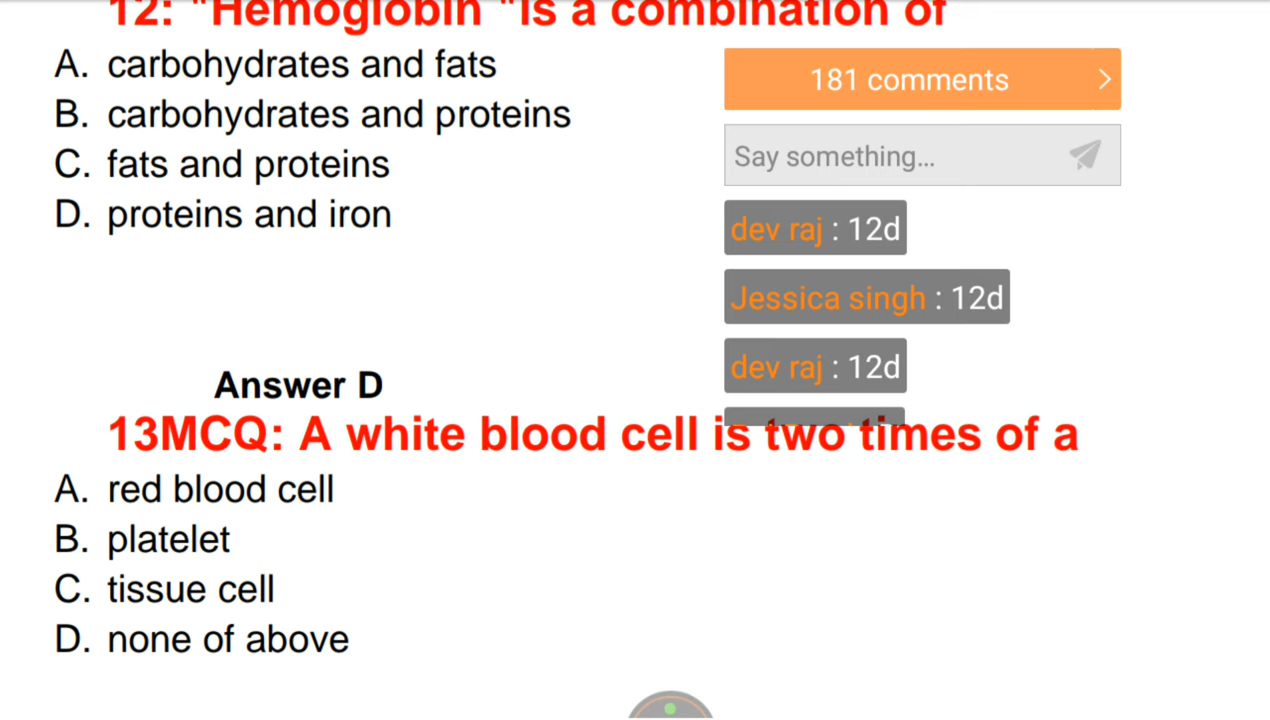 12: "Hemoglobin "is a combination of
A. carbohydrates and fats
B. carbohydrates and proteins
C. fats and proteins
D. proteins and iron
181 comments
Say something...
dev raj : 12d
Jessica singh : 12d
dev raj : 12d
Answer D
13MCQ: A white blood cell is two times of a
A. red blood cell
B. platelet
C. tissue cell
D. none of above